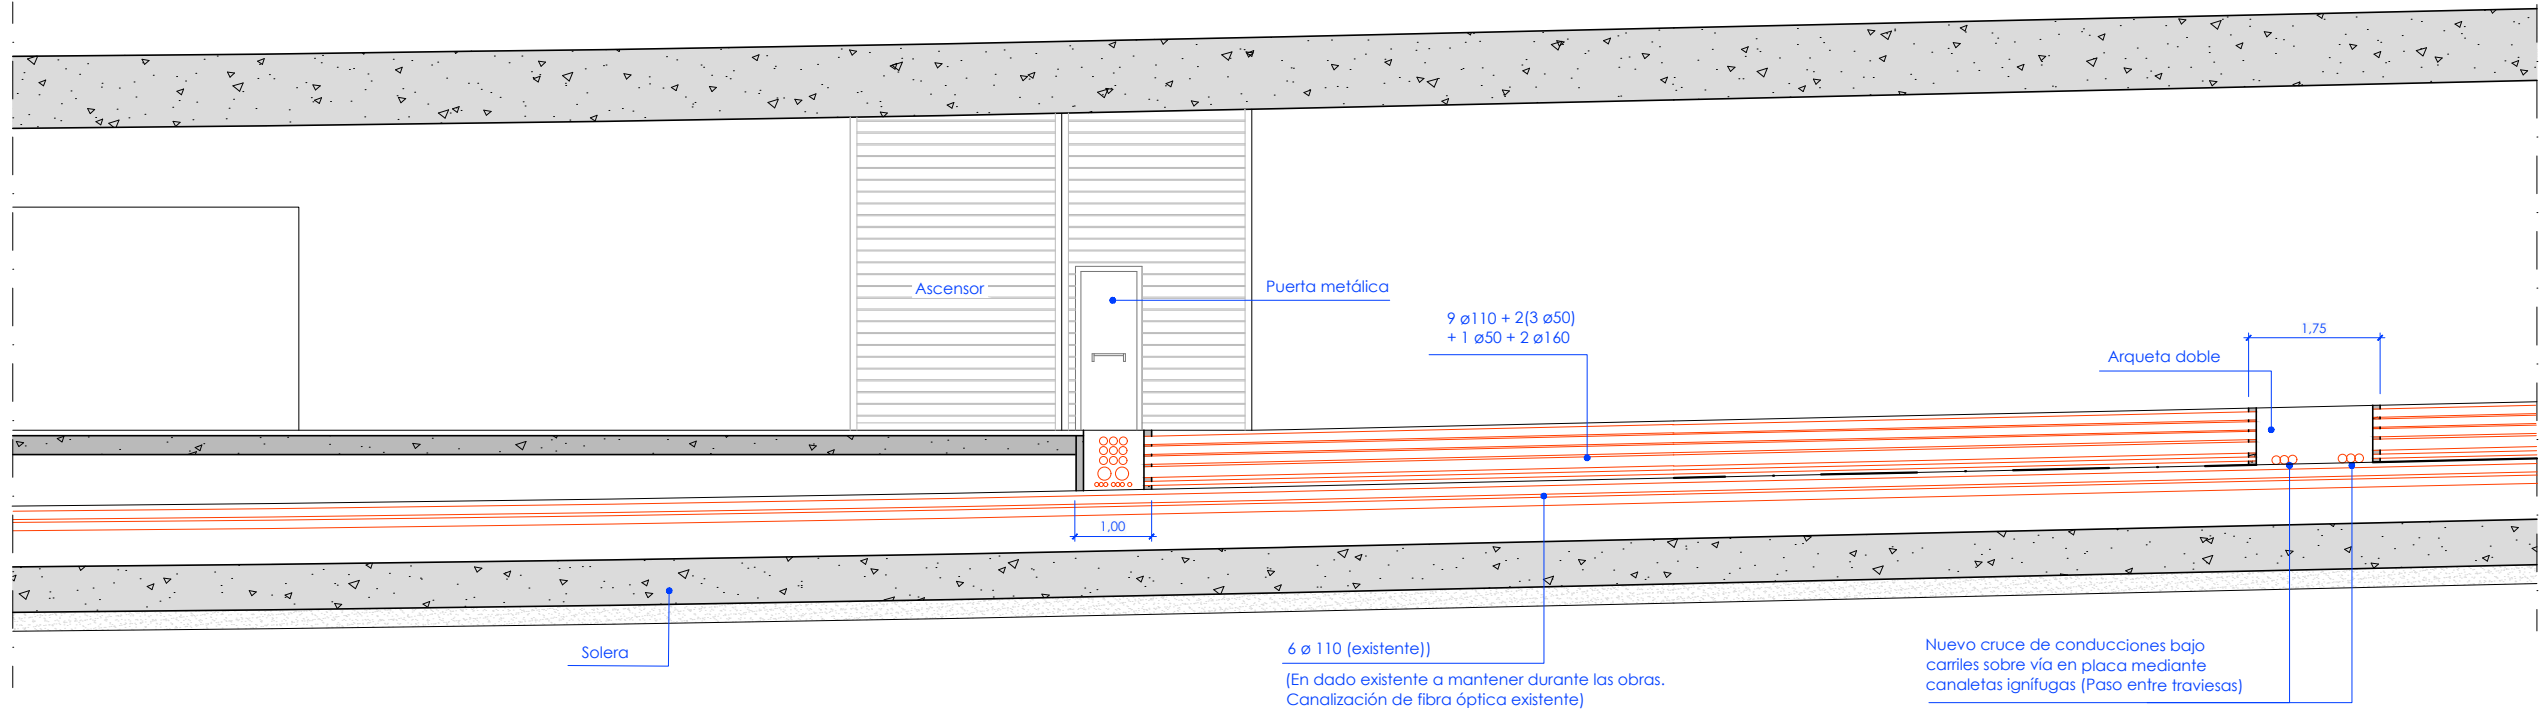 Ascensor
Puerta metálica
9 ø110 + 2(3 ø50)
+ 1 ø50 + 2 ø160
1,75
Arqueta doble
1,00
Solera
6 ø 110 (existente))
(En dado existente a mantener durante las obras.
Canalización de fibra óptica existente)
Nuevo cruce de conducciones bajo
carriles sobre vía en placa mediante
canaletas ignífugas (Paso entre traviesas)